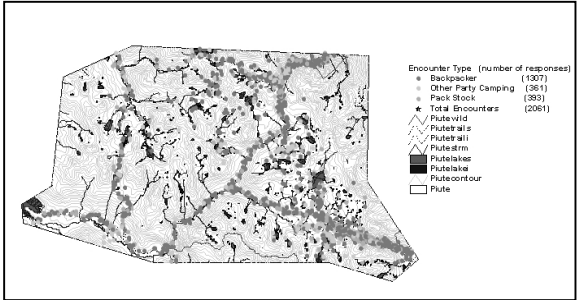 Encounter Type (number of responses)
Backpacker (1307)
Other Party Camping (361)
Pack Stock (393)
Total Encounters (2061)
Piutewild
Piutetrails
Piutetraili
Piutestrm
Piutelakes
Piutelakei
Piutecontour
Piute